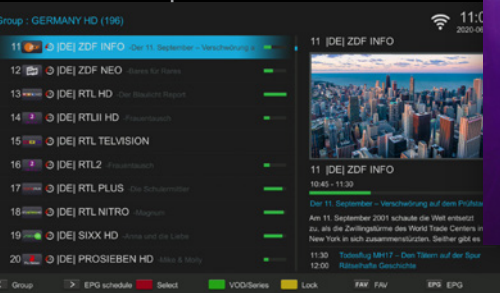 Group : GERMANY HD (196)
11:0
2020-06
11 |DE| ZDF INFO -Der 11. September – Verschwörung a
12 |DE| ZDF NEO -Bares für Rares
13 |DE| RTL HD -Der Blaulicht Report
14 |DE| RTLII HD -Frauentausch
15 |DE| RTL TELVISION
16 |DE| RTL2 -Frauentausch
17 |DE| RTL PLUS -Die Schulermittler
18 |DE| RTL NITRO -Magnum
19 |DE| SIXX HD -Anna und die Liebe
20 |DE| PROSIEBEN HD -Mike & Molly
11 |DE| ZDF INFO
11 |DE| ZDF INFO
10:45 - 11:30
Der 11. September – Verschwörung auf dem Prüfsta
Am 11. September 2001 schaute die Welt entsetzt
zu, als die Zwillingstürme des World Trade Centers in
New York in sich zusammenstürzten. Seither gibt es
11:30 Todesflug MH17 – Den Tätern auf der Spur
12:00 Rätselhafte Geschichte
Group
EPG schedule
Select
VOD/Series
Lock
FAV FAV
EPG EPG